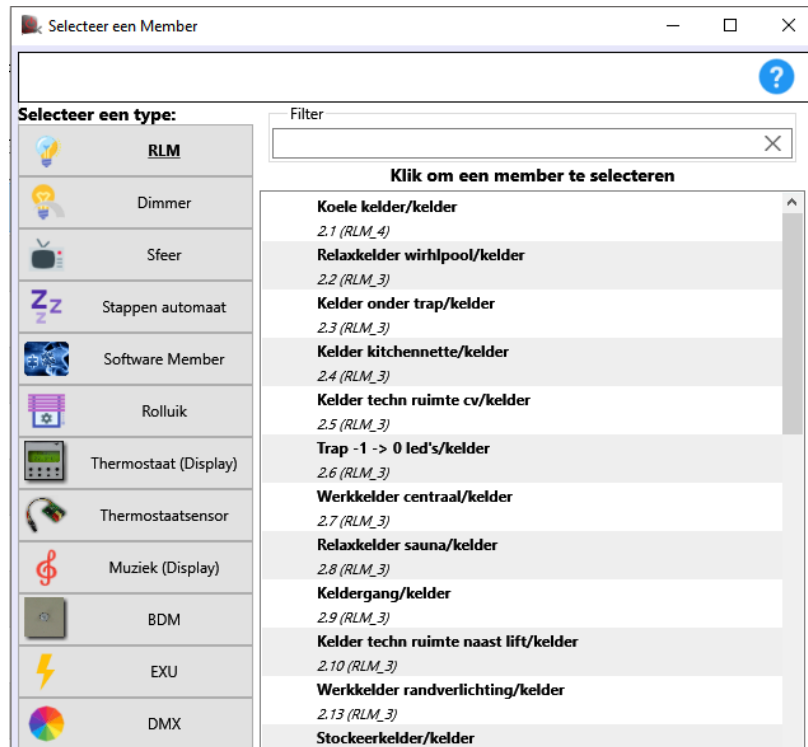 Selecteer een Member
?
Selecteer een type:
RLM
Dimmer
Sfeer
Stappen automaat
Software Member
Rolluik
Thermostaat (Display)
Thermostaatsensor
Muziek (Display)
BDM
EXU
DMX
Filter
Klik om een member te selecteren
Koele kelder/kelder
2.1 (RLM_4)
Relaxkelder wirhlpool/kelder
2.2 (RLM_3)
Kelder onder trap/kelder
2.3 (RLM_3)
Kelder kitchennette/kelder
2.4 (RLM_3)
Kelder techn ruimte cv/kelder
2.5 (RLM_3)
Trap -1 -> 0 led's/kelder
2.6 (RLM_3)
Werkkelder centraal/kelder
2.7 (RLM_3)
Relaxkelder sauna/kelder
2.8 (RLM_3)
Keldergang/kelder
2.9 (RLM_3)
Kelder techn ruimte naast lift/kelder
2.10 (RLM_3)
Werkkelder randverlichting/kelder
2.13 (RLM_3)
Stockeerkelder/kelder